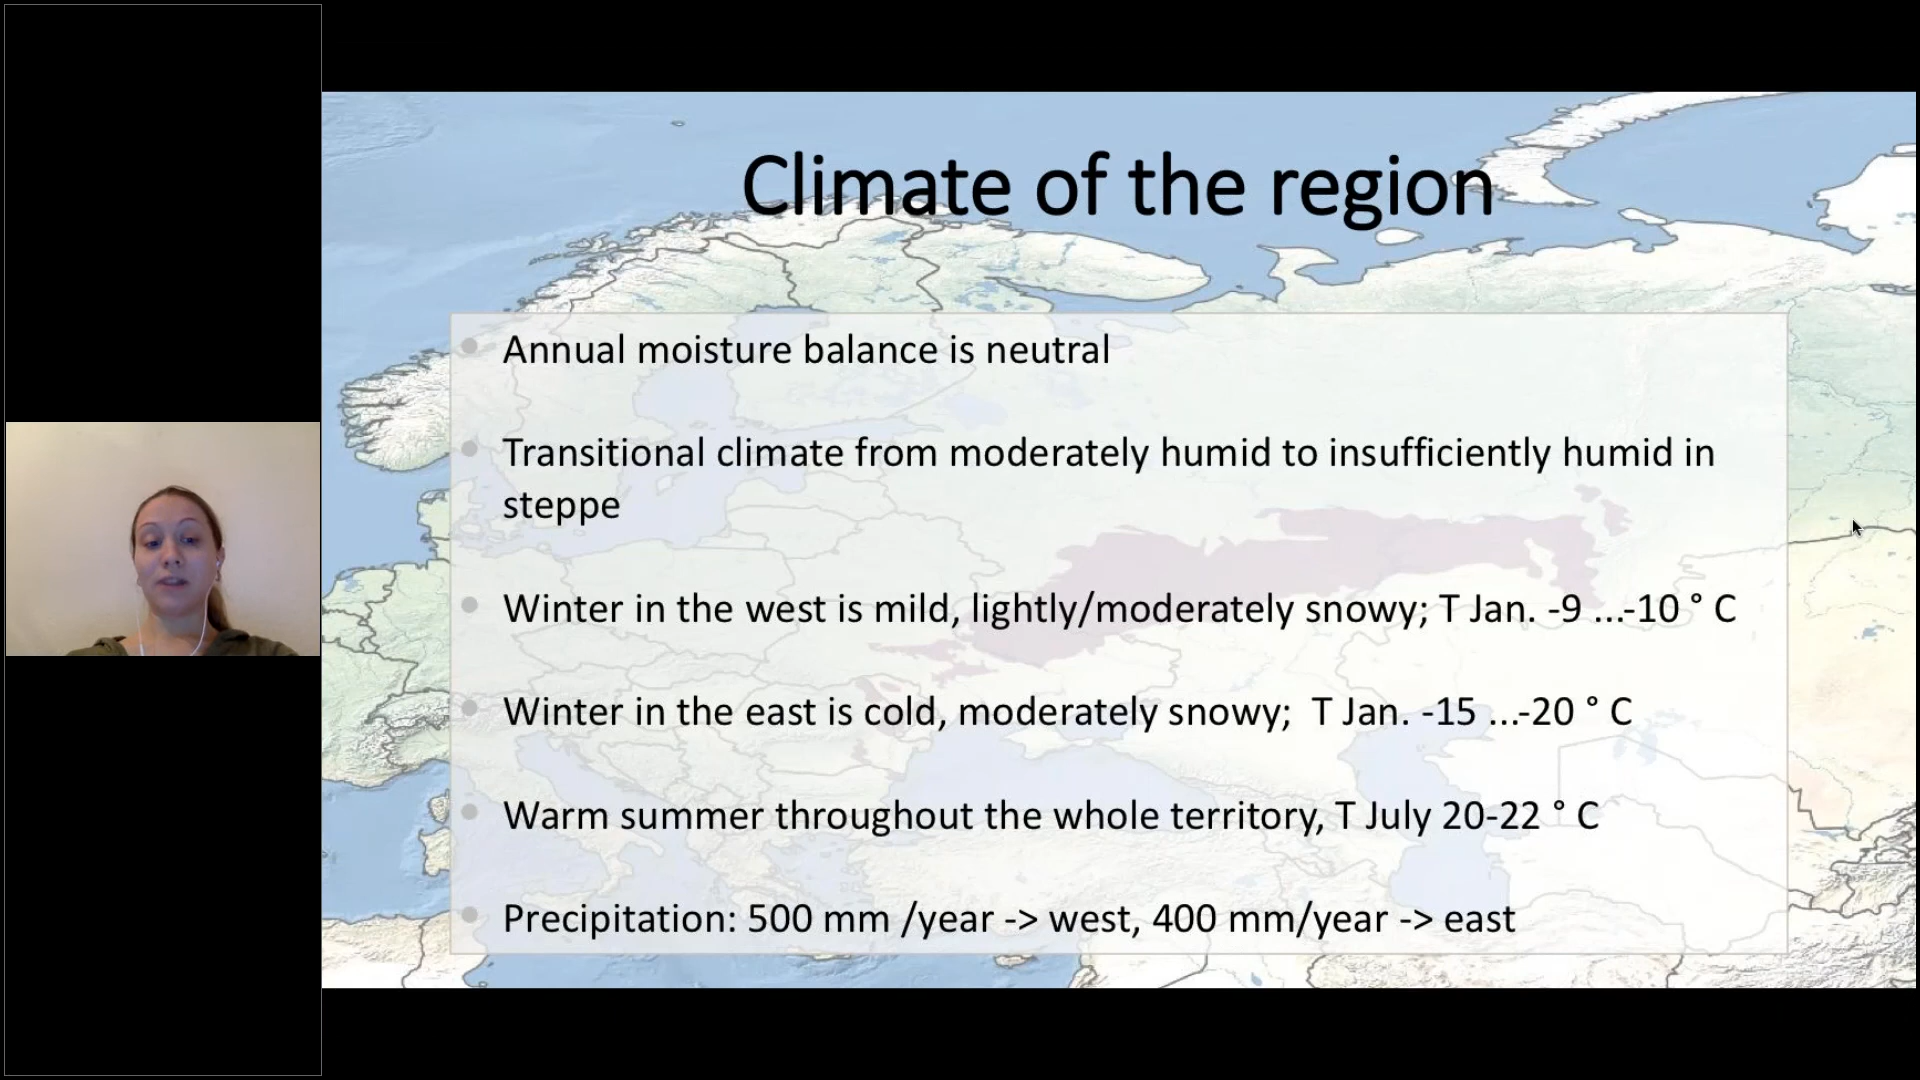 Climate of the region
Annual moisture balance is neutral
Transitional climate from moderately humid to insufficiently humid in
steppe
Winter in the west is mild, lightly/moderately snowy; T Jan. -9 ...-10 ° C
Winter in the east is cold, moderately snowy;  T Jan. -15 ...-20 ° C
Warm summer throughout the whole territory, T July 20-22 ° C
Precipitation: 500 mm /year -> west, 400 mm/year -> east